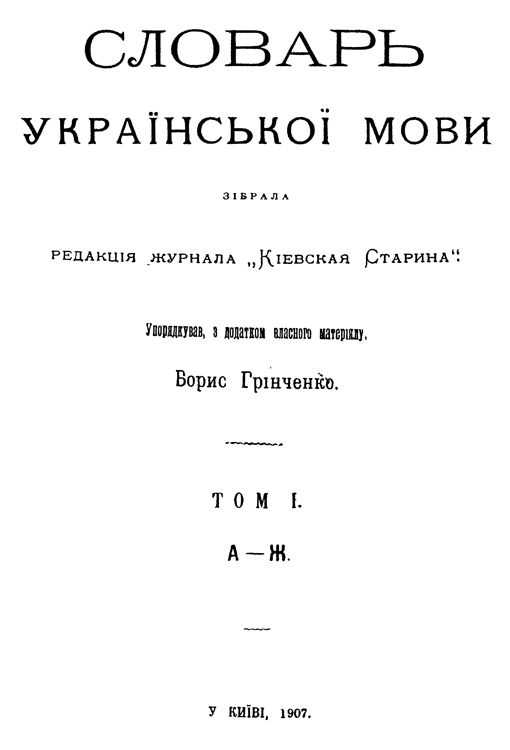 СЛОВАРЬ
УКРАЇНСЬКОЇ МОВИ
ЗІБРАЛА
РЕДАКЦІЯ ЖУРНАЛА „КІЕВСКАЯ СТАРИНА“.
Упорядкував, з додатком власного матеріялу,
Борис Грінченко.
ТОМ І.
А — Ж.
У КИЇВІ, 1907.